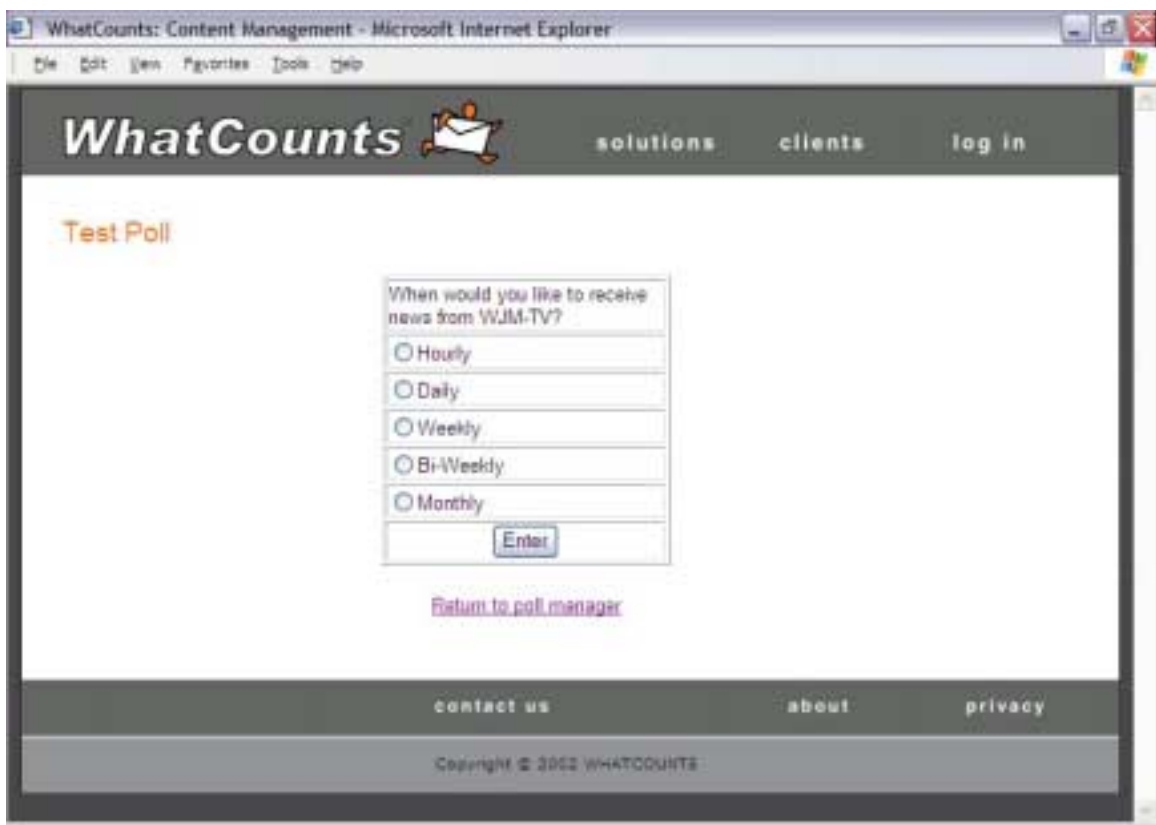 WhatCounts: Content Management - Microsoft Internet Explorer
File Edit View Favorites Tools Help
WhatCounts solutions clients log in
Test Poll
When would you like to receive
news from WJM-TV?
Hourly
Daily
Weekly
Bi-Weekly
Monthly
Enter
Return to poll manager
contact us about privacy
Copyright © 2002 WHATCOUNTS